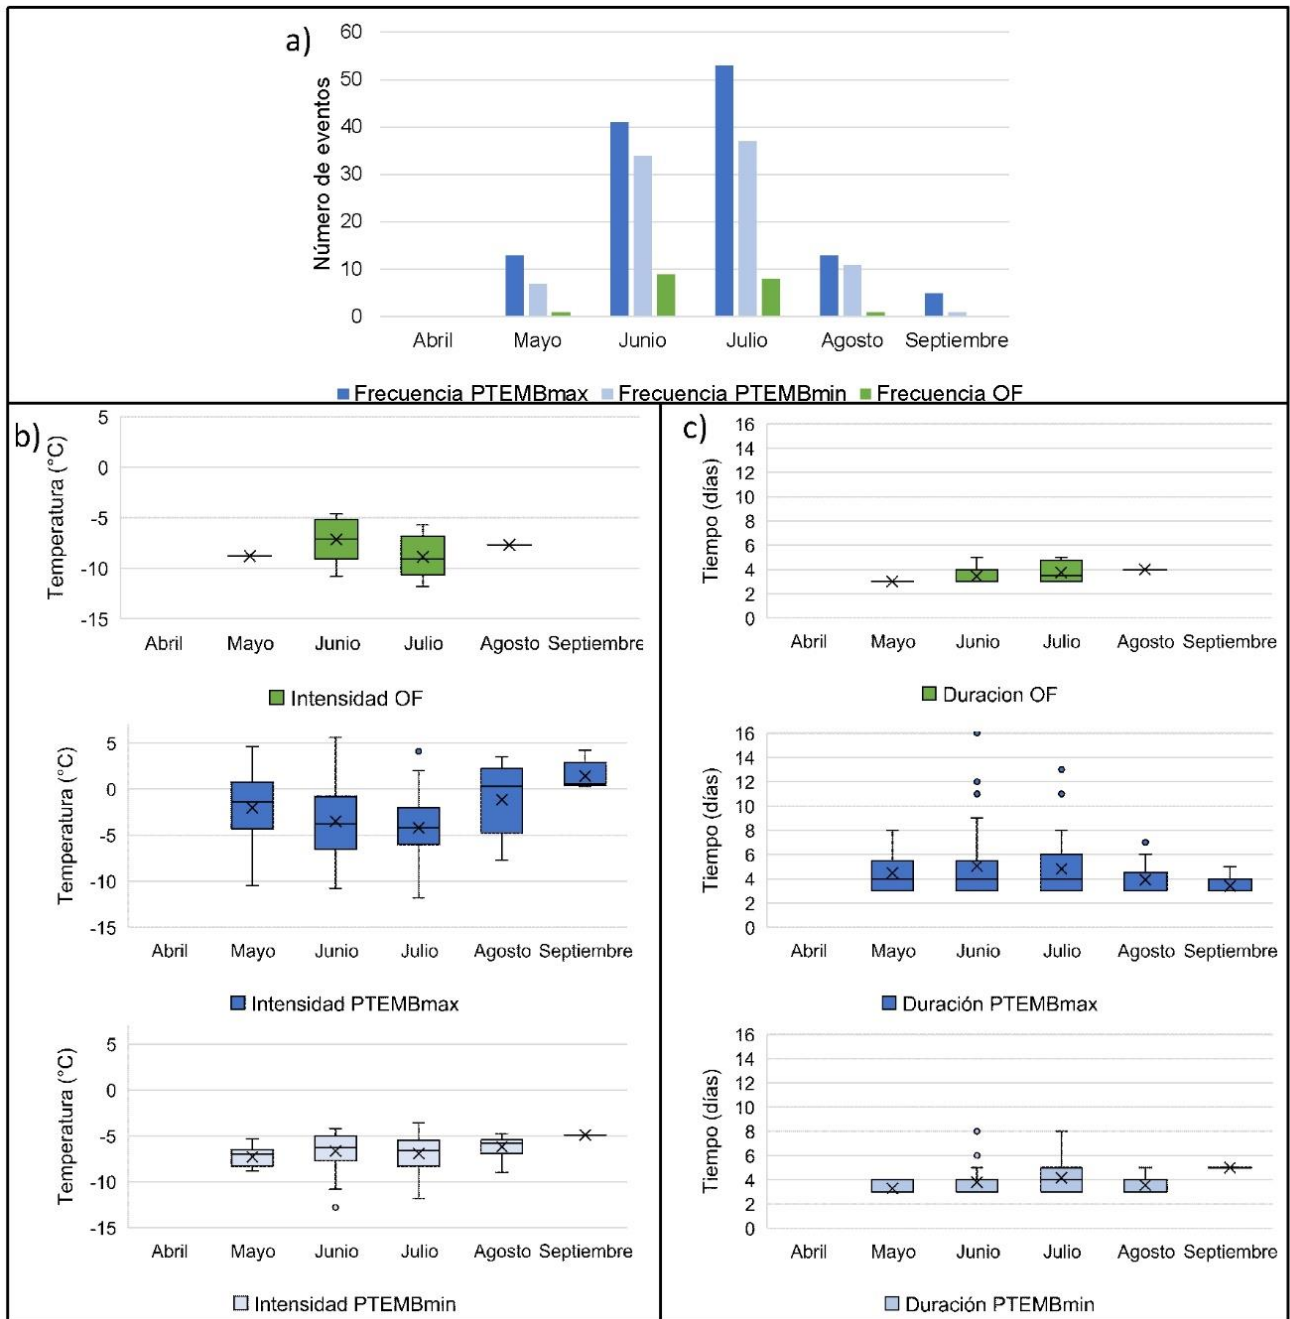 a)
Número de eventos
60
50
40
30
20
10
0
Abril Mayo Junio Julio Agosto Septiembre
Frecuencia PTEMBmax Frecuencia PTEMBmin Frecuencia OF
b)
Temperatura (°C)
5
0
-5
-10
-15
Abril Mayo Junio Julio Agosto Septiembre
Intensidad OF
Temperatura (°C)
5
0
-5
-10
-15
Abril Mayo Junio Julio Agosto Septiembre
Intensidad PTEMBmax
Temperatura (°C)
5
0
-5
-10
-15
Abril Mayo Junio Julio Agosto Septiembre
Intensidad PTEMBmin
c)
Tiempo (días)
16
14
12
10
8
6
4
2
0
Abril Mayo Junio Julio Agosto Septiembre
Duracion OF
Tiempo (días)
16
14
12
10
8
6
4
2
0
Abril Mayo Junio Julio Agosto Septiembre
Duración PTEMBmax
Tiempo (días)
16
14
12
10
8
6
4
2
0
Abril Mayo Junio Julio Agosto Septiembre
Duración PTEMBmin